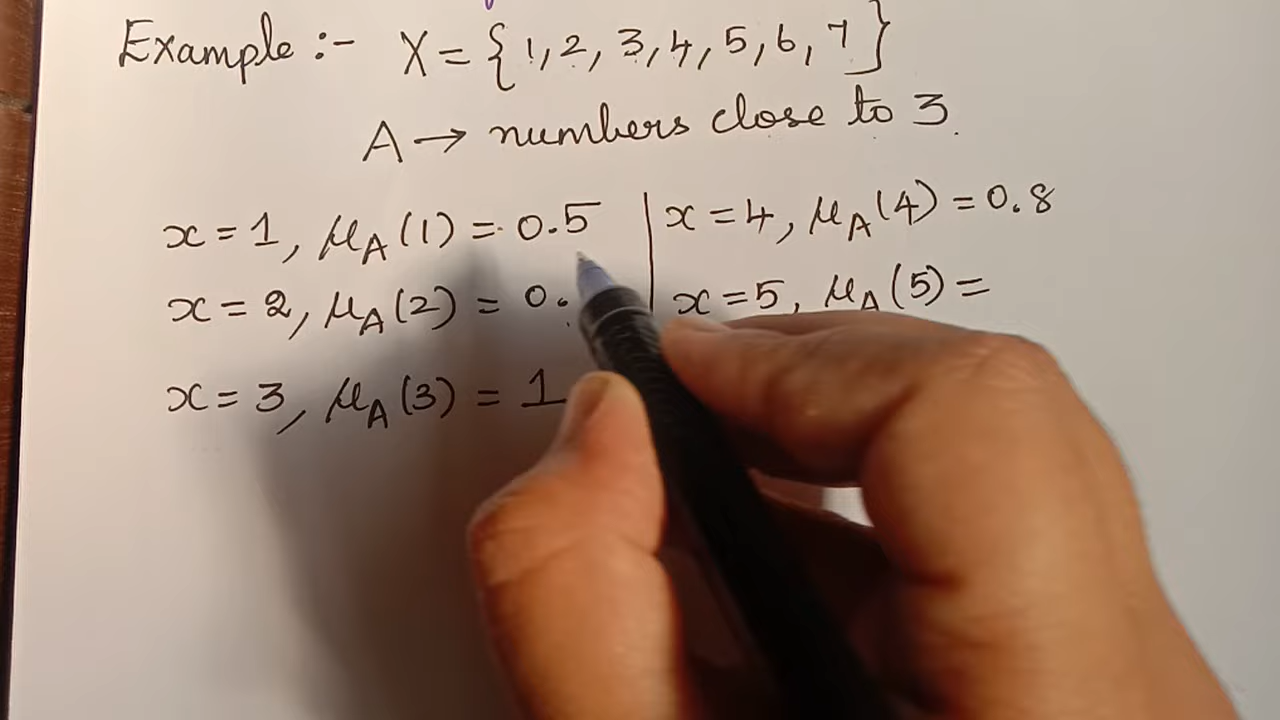 Example :- X = {1, 2, 3, 4, 5, 6, 7}
A → numbers close to 3.
x = 1, μA(1) = 0.5
x = 2, μA(2) = 0.
x = 3, μA(3) = 1
x = 4, μA(4) = 0.8
x = 5, μA(5) =